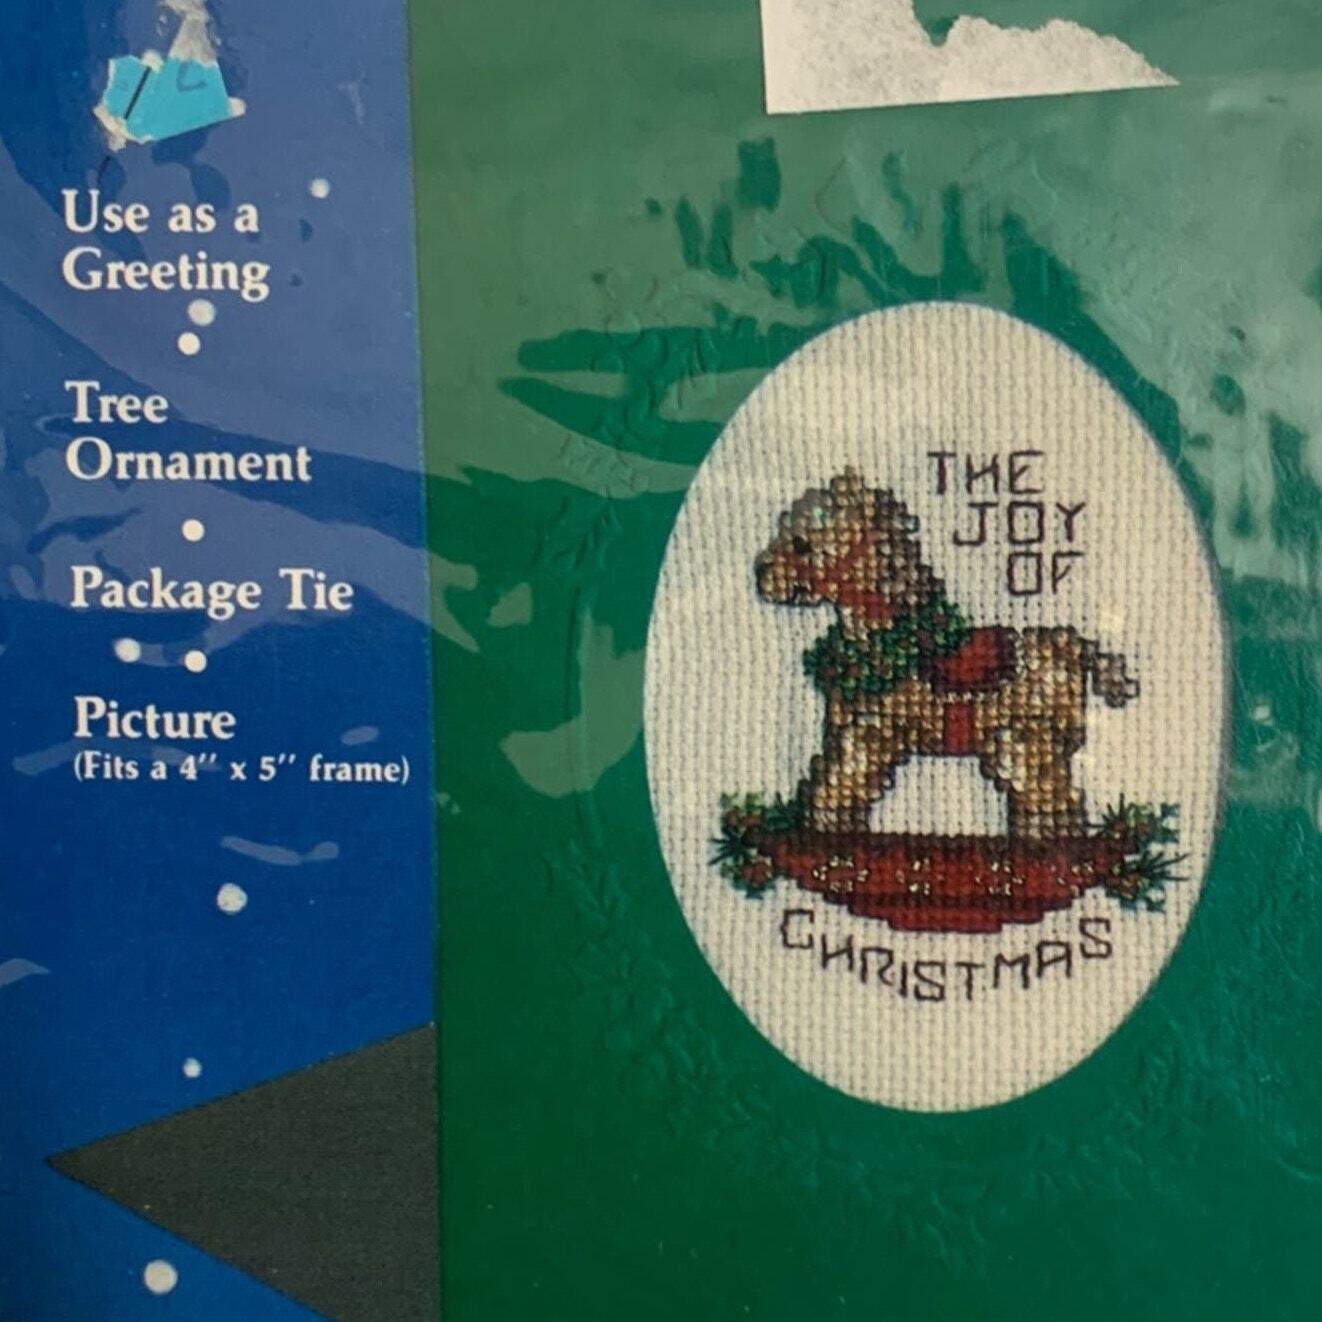 Use as a
Greeting
Tree
Ornament
Package Tie
Picture
(Fits a 4" x 5" frame)
THE
JOY
OF
CHRISTMAS